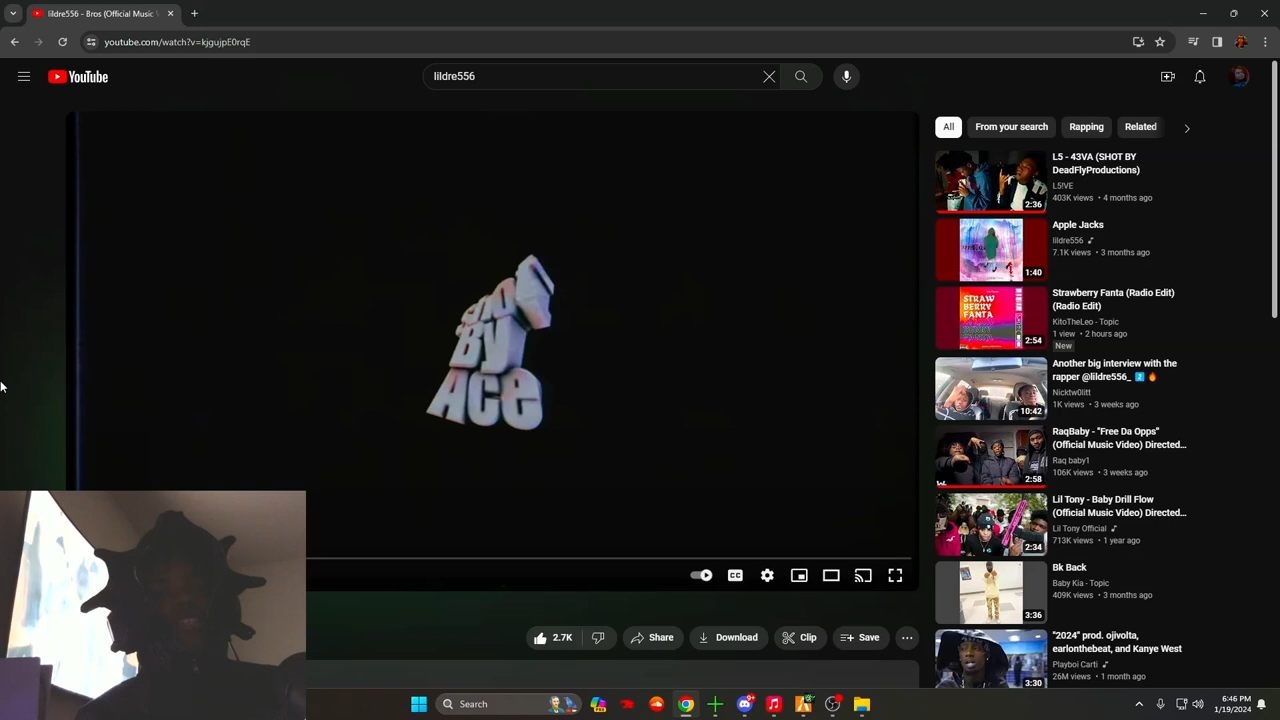 lildre556 - Bros (Official Music V
youtube.com/watch?v=kjgujpE0rqE
YouTube
lildre556
All
From your search
Rapping
Related
By
Ace
L5 - 43VA (SHOT BY
DeadFlyProductions)
L5!VE
403K views • 4 months ago
2:36
Apple Jacks
lildre556
7.1K views • 3 months ago
1:40
STRAW
BERRY
FANTA
Strawberry Fanta (Radio Edit)
(Radio Edit)
KitoTheLeo - Topic
1 view • 2 hours ago
New
2:54
Another big interview with the
rapper @lildre556_ 2️⃣ 🔥
Nicktw0litt
1K views • 3 weeks ago
10:42
RaqBaby - "Free Da Opps"
(Official Music Video) Directed...
Raq baby1
106K views • 3 weeks ago
2:58
Lil Tony - Baby Drill Flow
(Official Music Video) Directed...
Lil Tony Official
713K views • 1 year ago
2:34
Bk Back
Baby Kia - Topic
409K views • 3 months ago
3:36
"2024" prod. ojivolta,
earlonthebeat, and Kanye West
Playboi Carti
26M views • 1 month ago
3:30
CC
2.7K
Share
Download
Clip
Save
Search
6:46 PM
1/19/2024